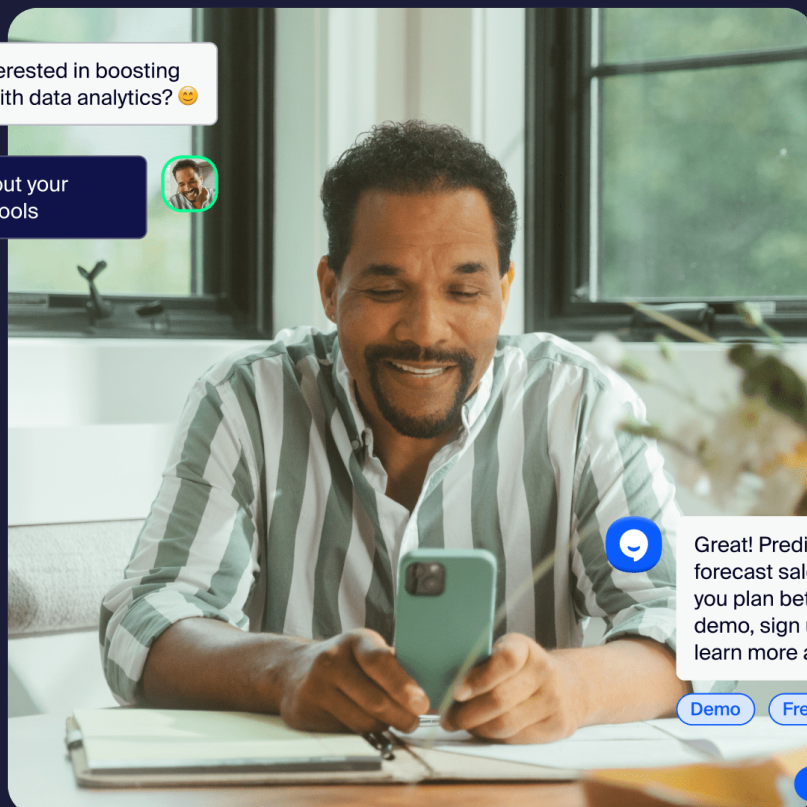 erested in boosting
ith data analytics? 😊
out your
ools
Great! Predi
forecast sal
you plan bet
demo, sign
learn more a
Demo
Fre